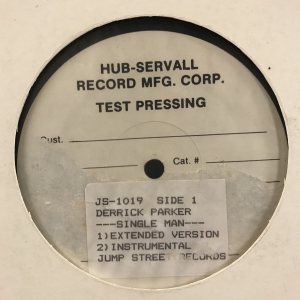 HUB-SERVALL
RECORD MFG. CORP.
TEST PRESSING
Cust.
Cat. #
JS-1019 SIDE 1
DERRICK PARKER
---SINGLE MAN---
1)EXTENDED VERSION
2)INSTRUMENTAL
JUMP STREET RECORDS